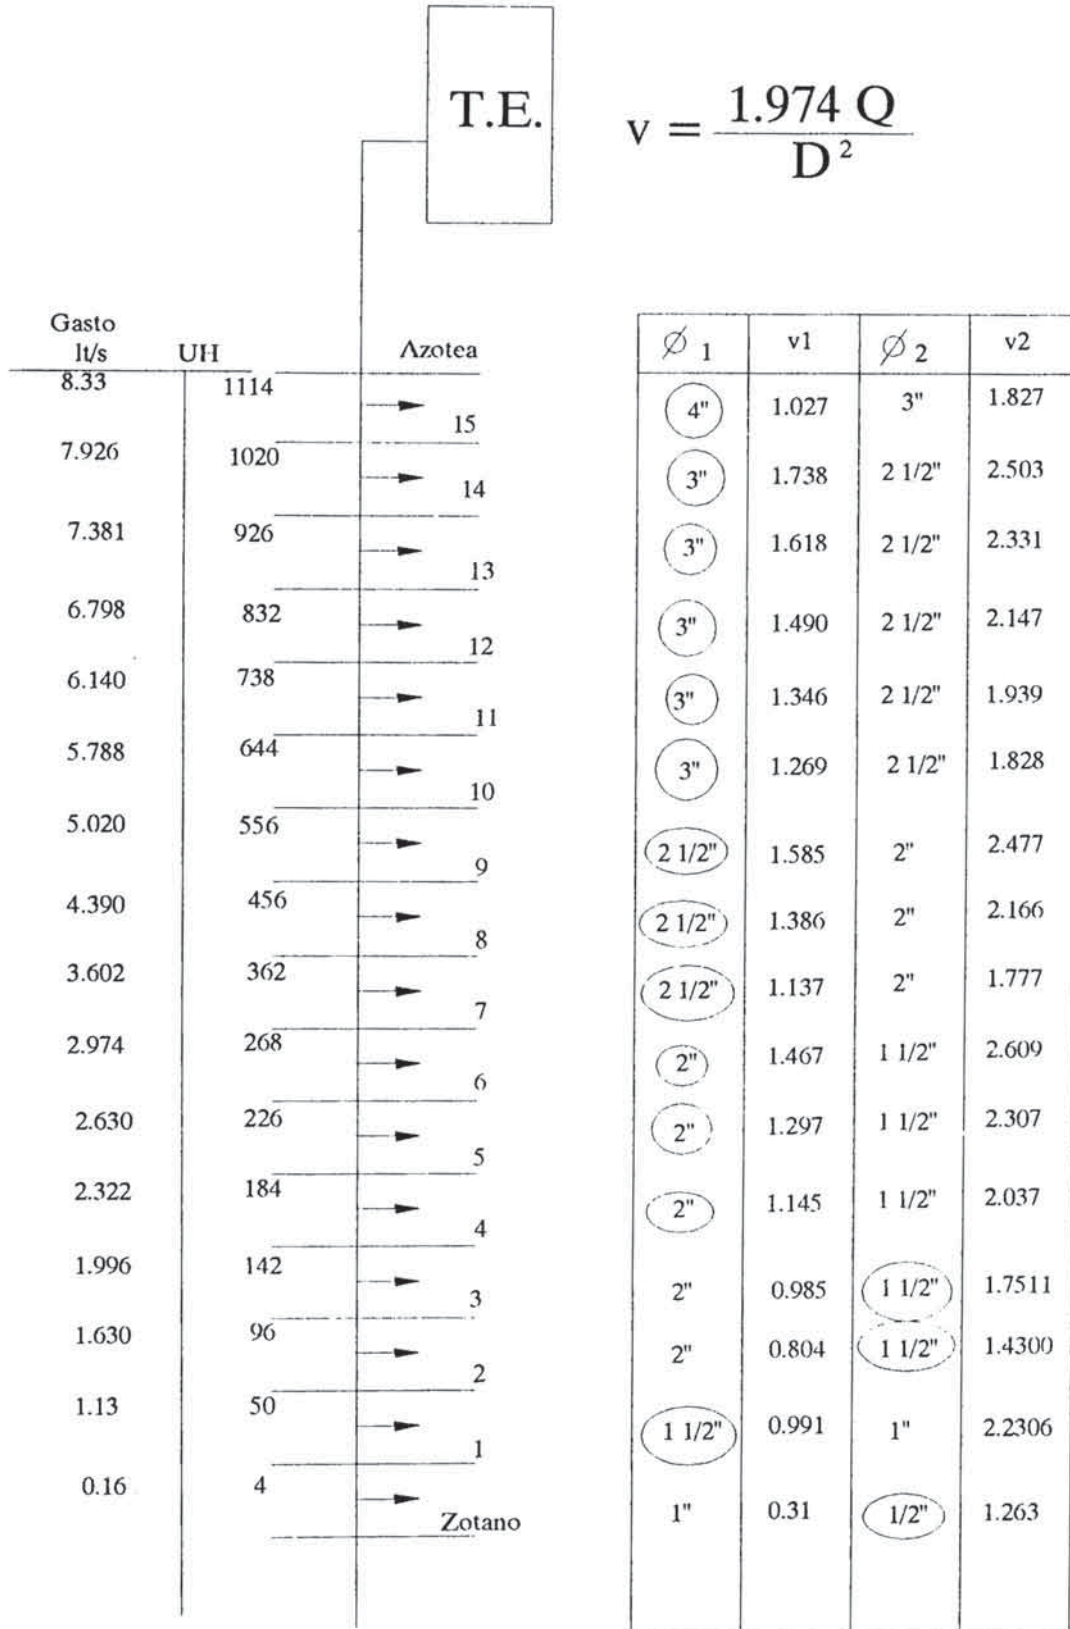 T.E.
v = 1.974 Q / D²
Gasto lt/s UH Azotea Ø 1 v1 Ø 2 v2
8.33 1114 15 4" 1.027 3" 1.827
7.926 1020 14 3" 1.738 2 1/2" 2.503
7.381 926 13 3" 1.618 2 1/2" 2.331
6.798 832 12 3" 1.490 2 1/2" 2.147
6.140 738 11 3" 1.346 2 1/2" 1.939
5.788 644 10 3" 1.269 2 1/2" 1.828
5.020 556 9 2 1/2" 1.585 2" 2.477
4.390 456 8 2 1/2" 1.386 2" 2.166
3.602 362 7 2 1/2" 1.137 2" 1.777
2.974 268 6 2" 1.467 1 1/2" 2.609
2.630 226 5 2" 1.297 1 1/2" 2.307
2.322 184 4 2" 1.145 1 1/2" 2.037
1.996 142 3 2" 0.985 1 1/2" 1.7511
1.630 96 2 2" 0.804 1 1/2" 1.4300
1.13 50 1 1 1/2" 0.991 1" 2.2306
0.16 4 Zotano 1" 0.31 1/2" 1.263